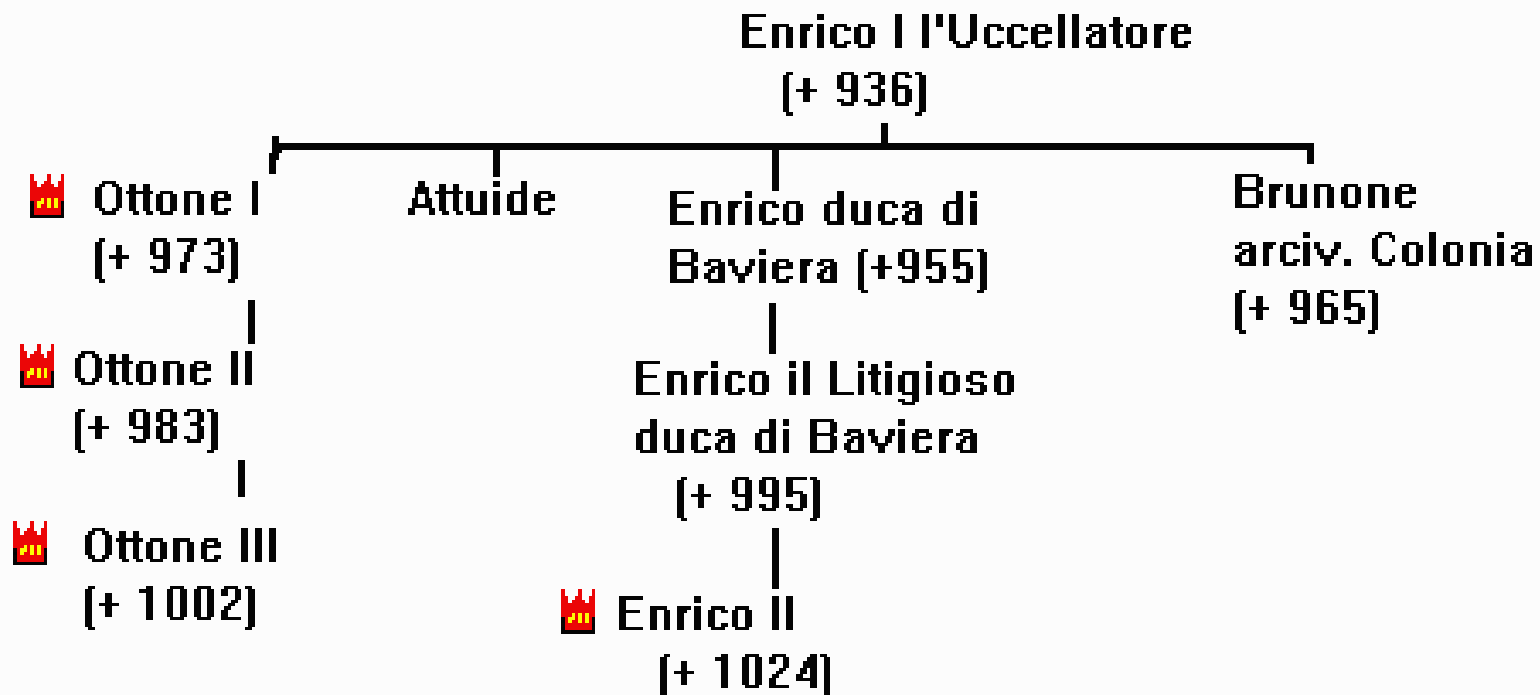 Enrico I l'Uccellatore
(+ 936)
Ottone I
(+ 973)
Attuide
Enrico duca di
Baviera (+955)
Brunone
arciv. Colonia
(+ 965)
Ottone II
(+ 983)
Enrico il Litigioso
duca di Baviera
(+ 995)
Ottone III
(+ 1002)
Enrico II
(+ 1024)